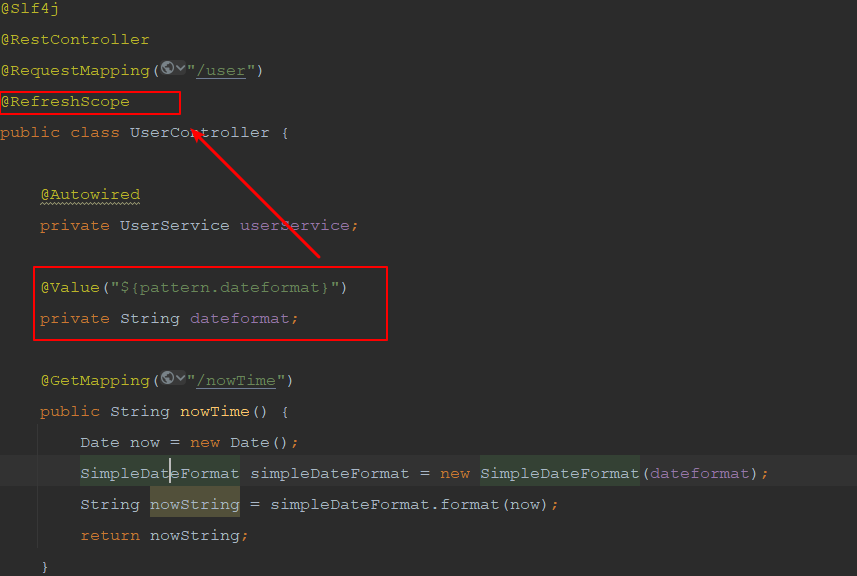 @Slf4j
@RestController
@RequestMapping("/user")
@RefreshScope
public class UserController {
@Autowired
private UserService userService;
@Value("${pattern.dateformat}")
private String dateformat;
@GetMapping("/nowTime")
public String nowTime() {
Date now = new Date();
SimpleDateFormat simpleDateFormat = new SimpleDateFormat(dateformat);
String nowString = simpleDateFormat.format(now);
return nowString;
}